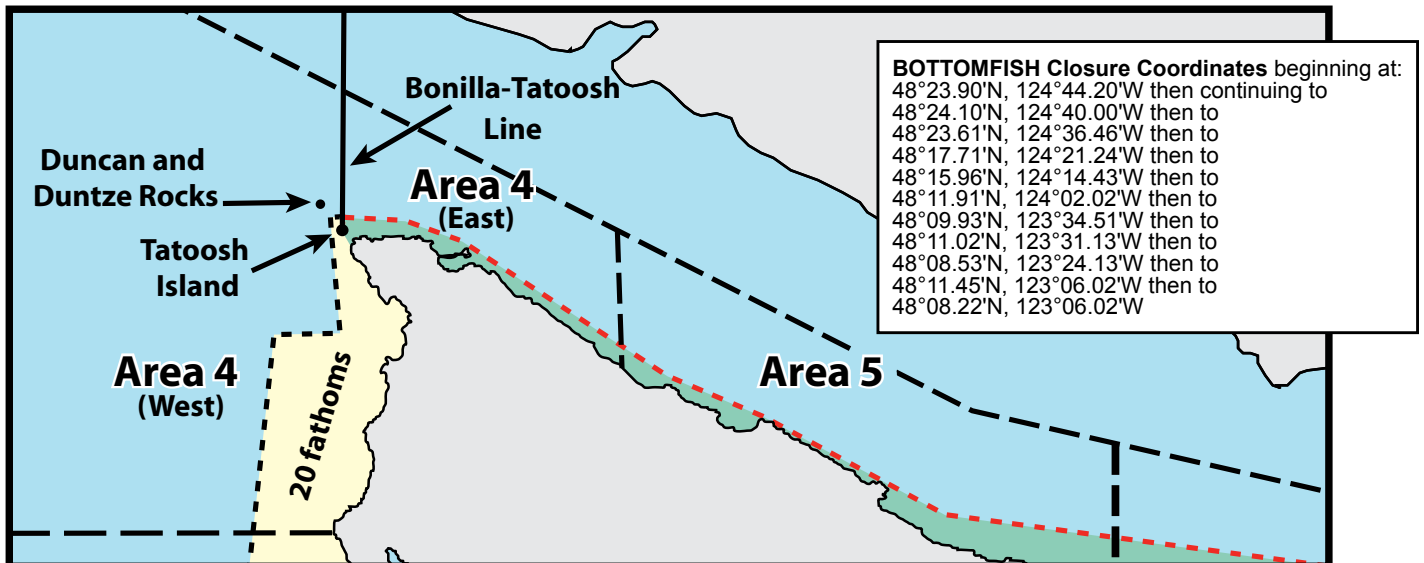 Bonilla-Tatoosh
Line
Duncan and
Duntze Rocks
Area 4
(East)
Tatoosh
Island
Area 4
(West)
20 fathoms
Area 5
BOTTOMFISH Closure Coordinates beginning at:
48°23.90'N, 124°44.20'W then continuing to
48°24.10'N, 124°40.00'W then to
48°23.61'N, 124°36.46'W then to
48°17.71'N, 124°21.24'W then to
48°15.96'N, 124°14.43'W then to
48°11.91'N, 124°02.02'W then to
48°09.93'N, 123°34.51'W then to
48°11.02'N, 123°31.13'W then to
48°08.53'N, 123°24.13'W then to
48°11.45'N, 123°06.02'W then to
48°08.22'N, 123°06.02'W